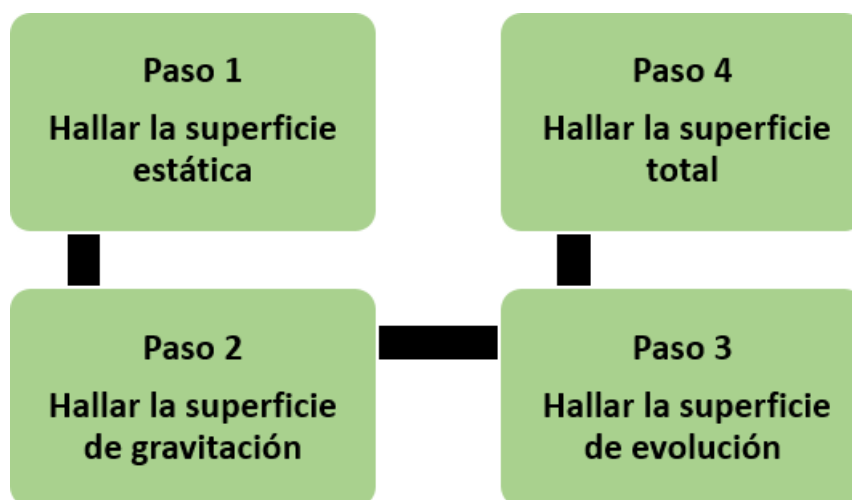 Paso 1
Hallar la superficie
estática
Paso 2
Hallar la superficie
de gravitación
Paso 3
Hallar la superficie
de evolución
Paso 4
Hallar la superficie
total